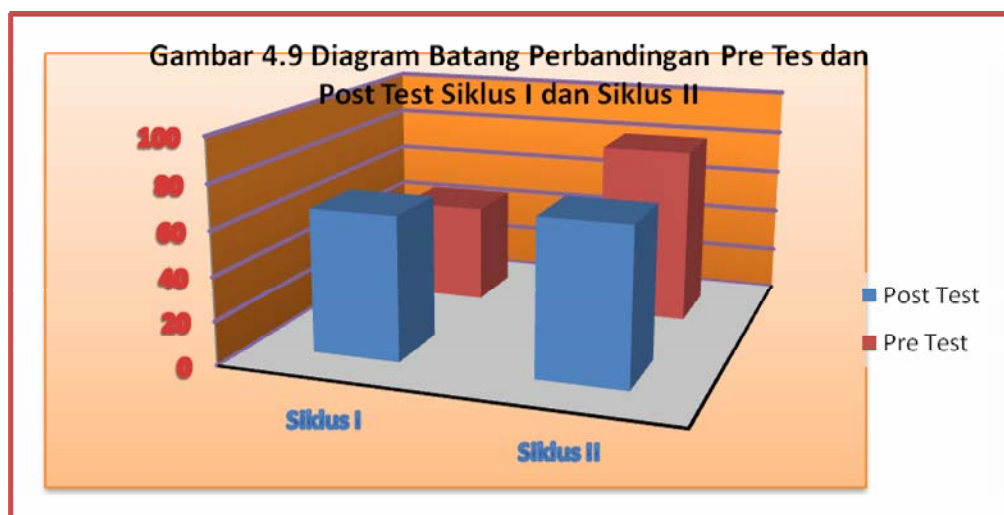 Gambar 4.9 Diagram Batang Perbandingan Pre Tes dan
Post Test Siklus I dan Siklus II
100
80
60
40
20
0
Siklus I
Siklus II
Post Test
Pre Test